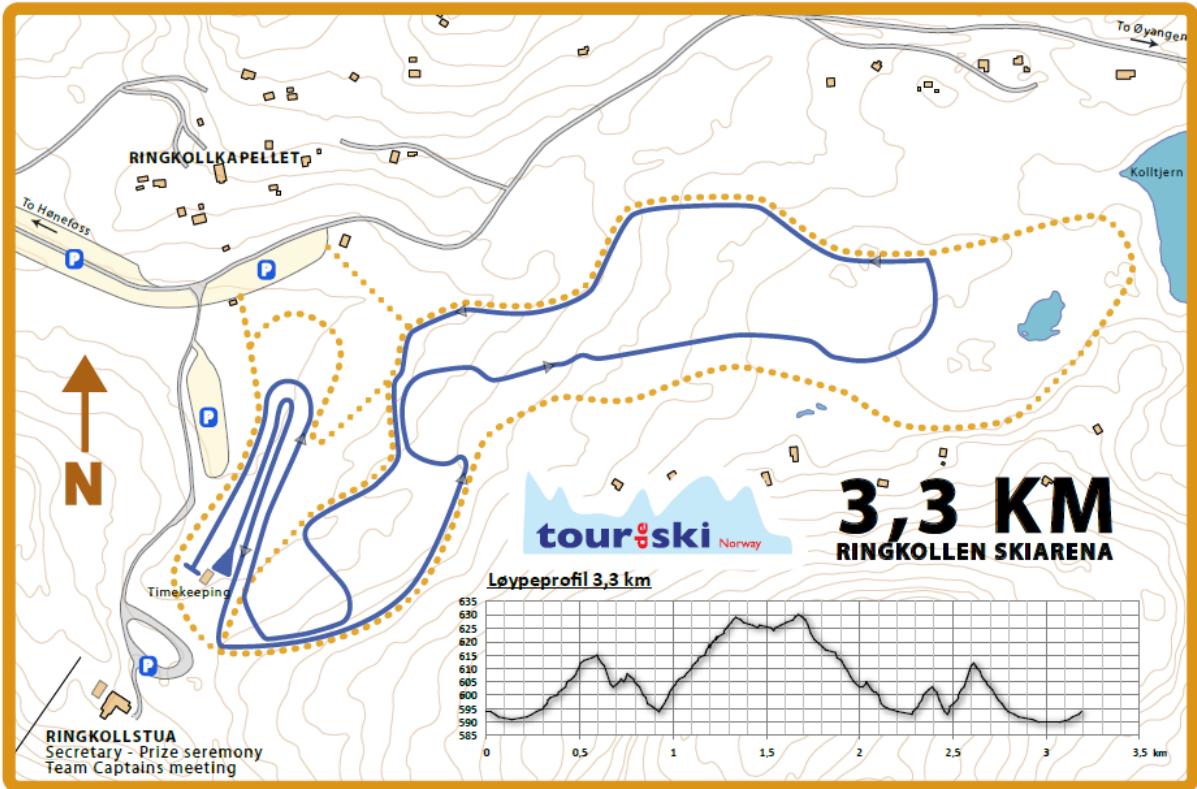 To Øyangen
RINGKOLLKAPELLET
Kolltjern
To Hønefoss
P
P
P
N
3,3 KM
RINGKOLLEN SKIARENA
tour de ski Norway
Timekeeping
P
Løypeprofil 3,3 km
635
630
625
620
615
610
605
600
595
590
585
0 0,5 1 1,5 2 2,5 3 3,5 km
RINGKOLLSTUA
Secretary - Prize seremony
Team Captains meeting